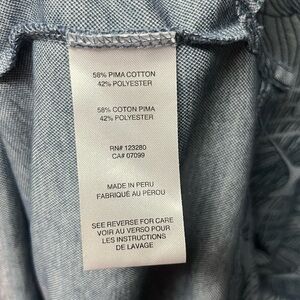 58% PIMA COTTON
42% POLYESTER
58% COTON PIMA
42% POLYESTER
RN# 123280
CA# 07099
MADE IN PERU
FABRIQUÉ AU PÉROU
SEE REVERSE FOR CARE
VOIR AU VERSO POUR
LES INSTRUCTIONS
DE LAVAGE